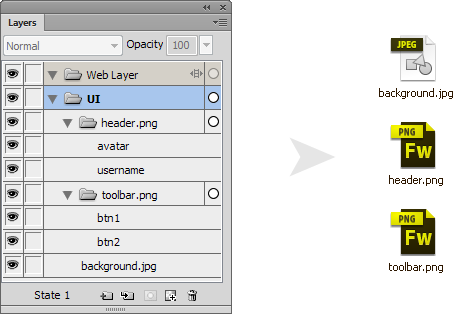 Layers
Normal
Opacity 100
Web Layer
UI
header.png
avatar
username
toolbar.png
btn1
btn2
background.jpg
State 1
JPEG
background.jpg
PNG
Fw
header.png
PNG
Fw
toolbar.png